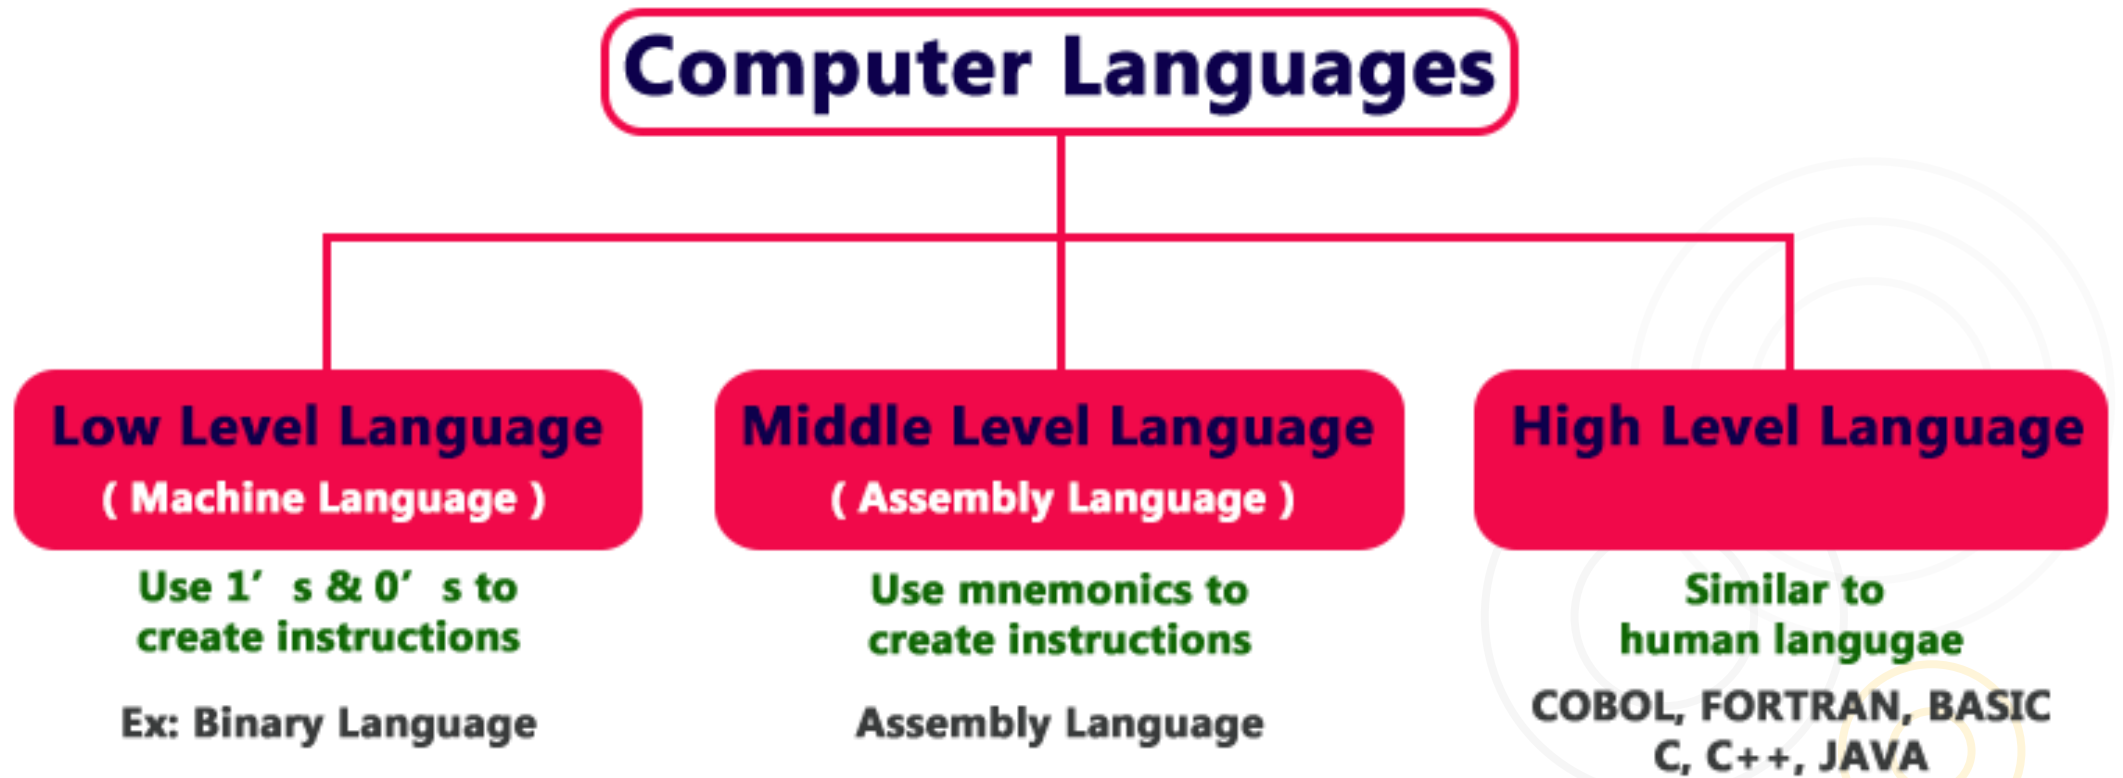 Computer Languages
Low Level Language
( Machine Language )
Use 1′ s & 0′ s to
create instructions
Ex: Binary Language
Middle Level Language
( Assembly Language )
Use mnemonics to
create instructions
Assembly Language
High Level Language
Similar to
human langugae
COBOL, FORTRAN, BASIC
C, C++, JAVA